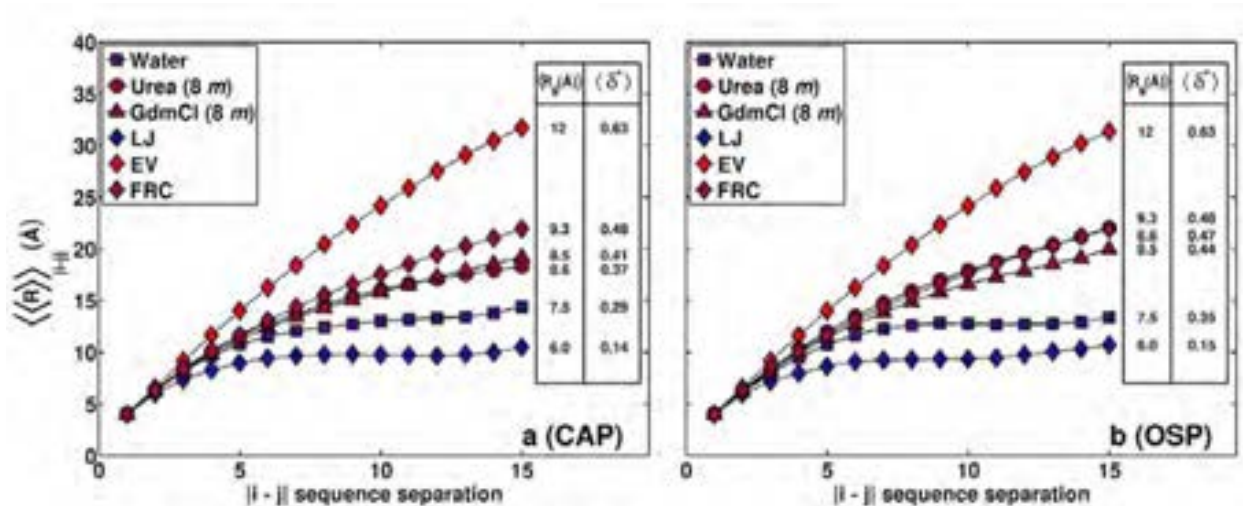 40
35
30
25
20
15
10
5
0
⟨⟨R⟩⟩|i-j| (A)
Water
Urea (8 m)
GdmCl (8 m)
LJ
EV
FRC
⟨Rg(A)⟩ ⟨δ*⟩
12 0.63
9.3 0.48
8.5 0.41
8.6 0.37
7.5 0.29
6.0 0.14
a (CAP)
0 5 10 15
||i - j|| sequence separation
Water
Urea (8 m)
GdmCl (8 m)
LJ
EV
FRC
⟨Rg(A)⟩ ⟨δ*⟩
12 0.63
9.3 0.48
8.6 0.47
8.5 0.44
7.5 0.35
6.0 0.15
b (OSP)
0 5 10 15
||i - j|| sequence separation